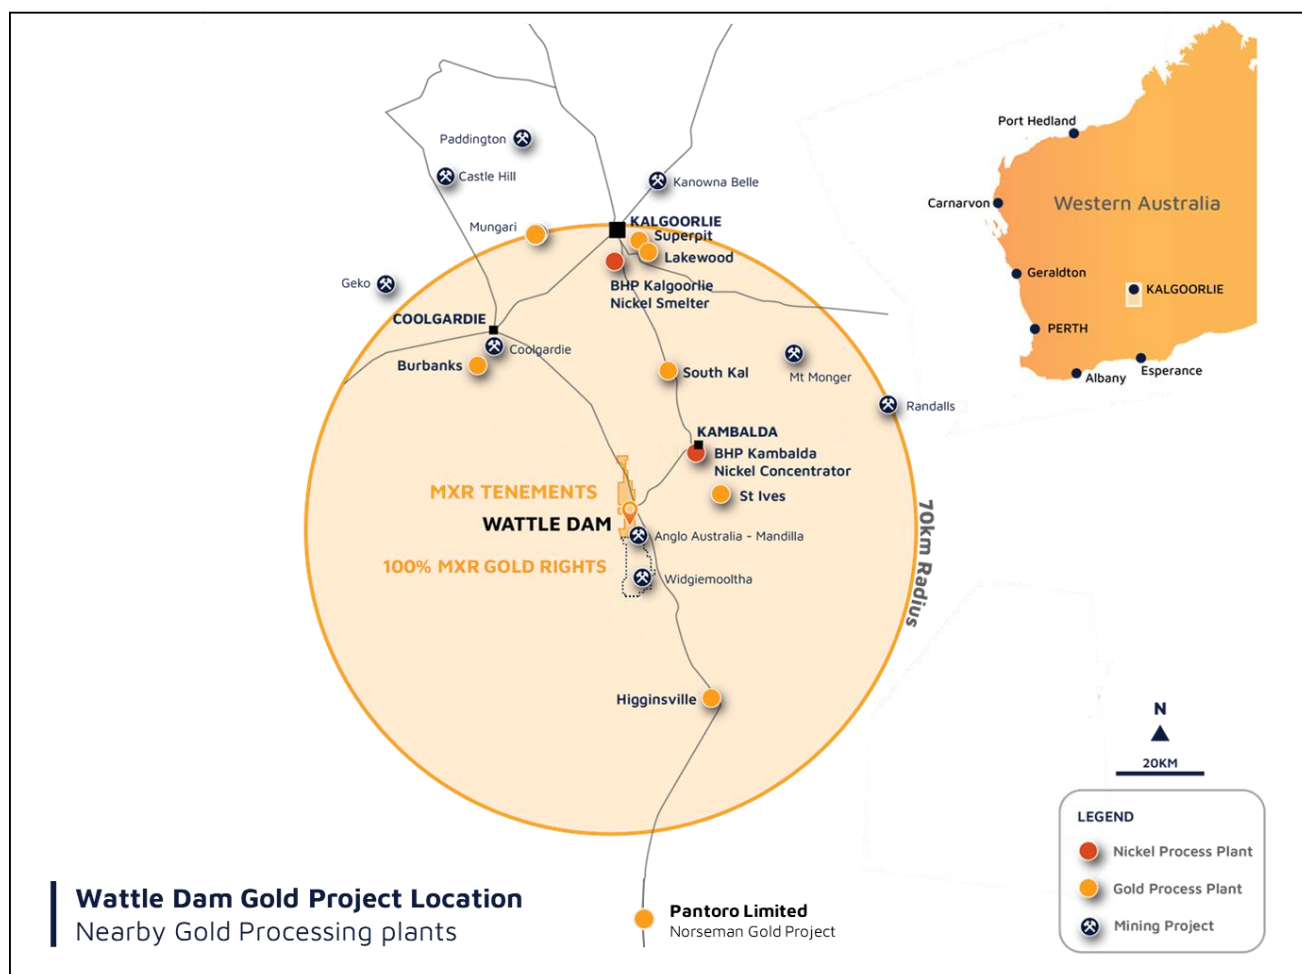 Port Hedland
Paddington
Castle Hill
Kanowna Belle
Carnarvon
Western Australia
Mungari
KALGOORLIE
Superpit
Lakewood
Geko
BHP Kalgoorlie
Nickel Smelter
Geraldton
KALGOORLIE
COOLGARDIE
Coolgardie
PERTH
Burbanks
South Kal
Mt Monger
Esperance
Albany
Randalls
KAMBALDA
BHP Kambalda
Nickel Concentrator
MXR TENEMENTS
St Ives
WATTLE DAM
Anglo Australia - Mandilla
70km Radius
100% MXR GOLD RIGHTS
Widgiemooltha
Higginsville
N
20KM
LEGEND
Nickel Process Plant
Gold Process Plant
Mining Project
Wattle Dam Gold Project Location
Nearby Gold Processing plants
Pantoro Limited
Norseman Gold Project